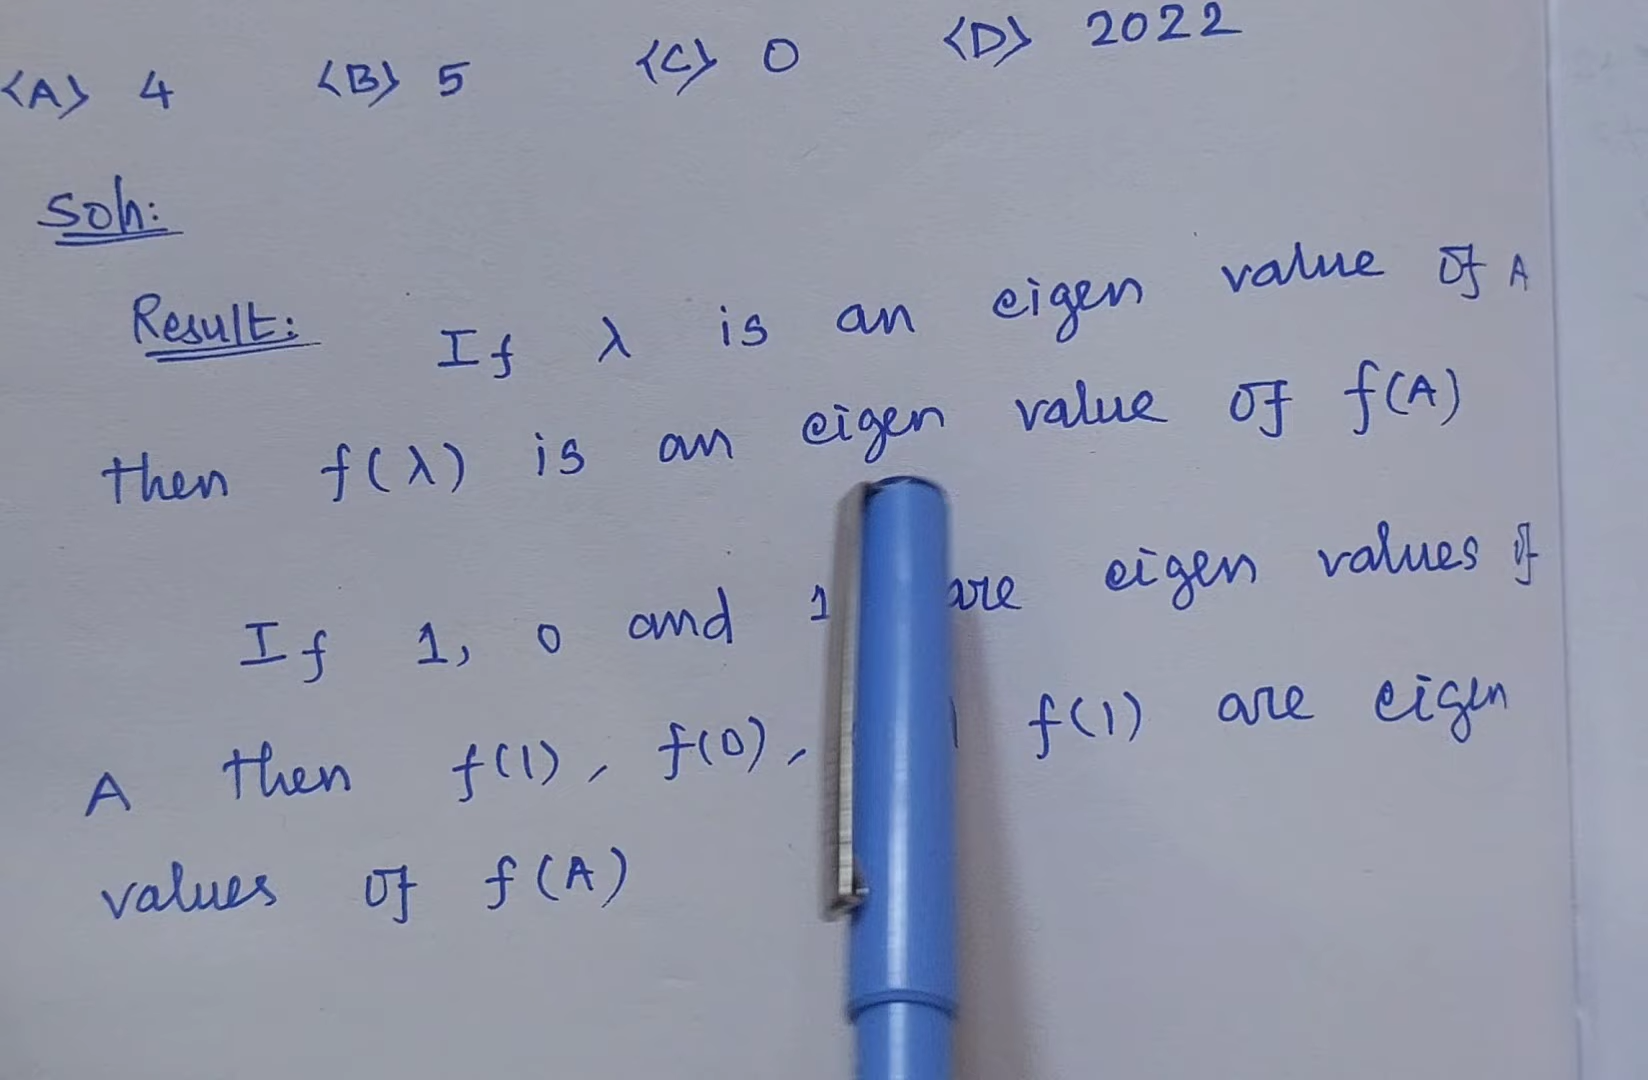 <A> 4 <B> 5 <C> 0 <D> 2022
Soln:
Result: If λ is an eigen value of A
then f(λ) is an eigen value of f(A)
If 1, 0 and 1 are eigen values of
A then f(1), f(0), f(1) are eigen
values of f(A)